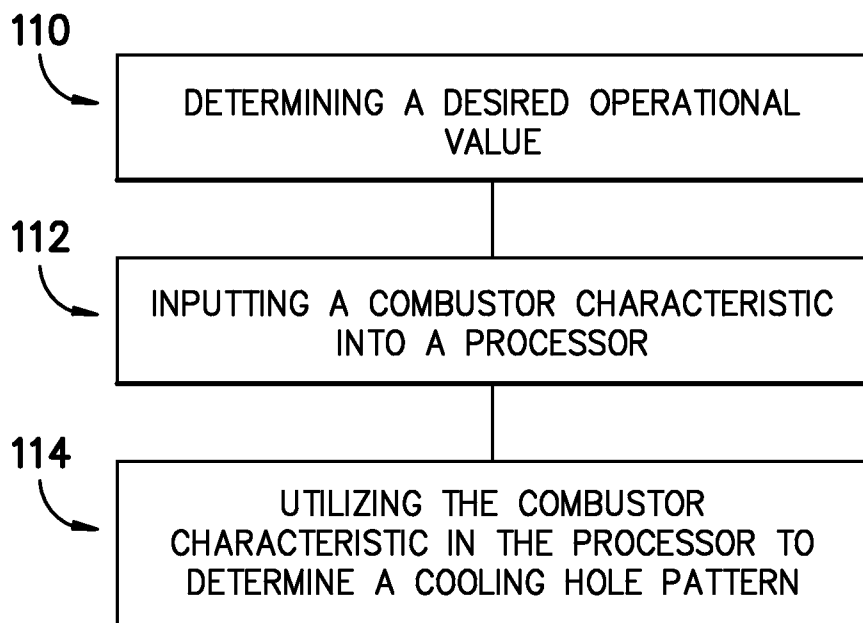 110
DETERMINING A DESIRED OPERATIONAL
VALUE
112
INPUTTING A COMBUSTOR CHARACTERISTIC
INTO A PROCESSOR
114
UTILIZING THE COMBUSTOR
CHARACTERISTIC IN THE PROCESSOR TO
DETERMINE A COOLING HOLE PATTERN